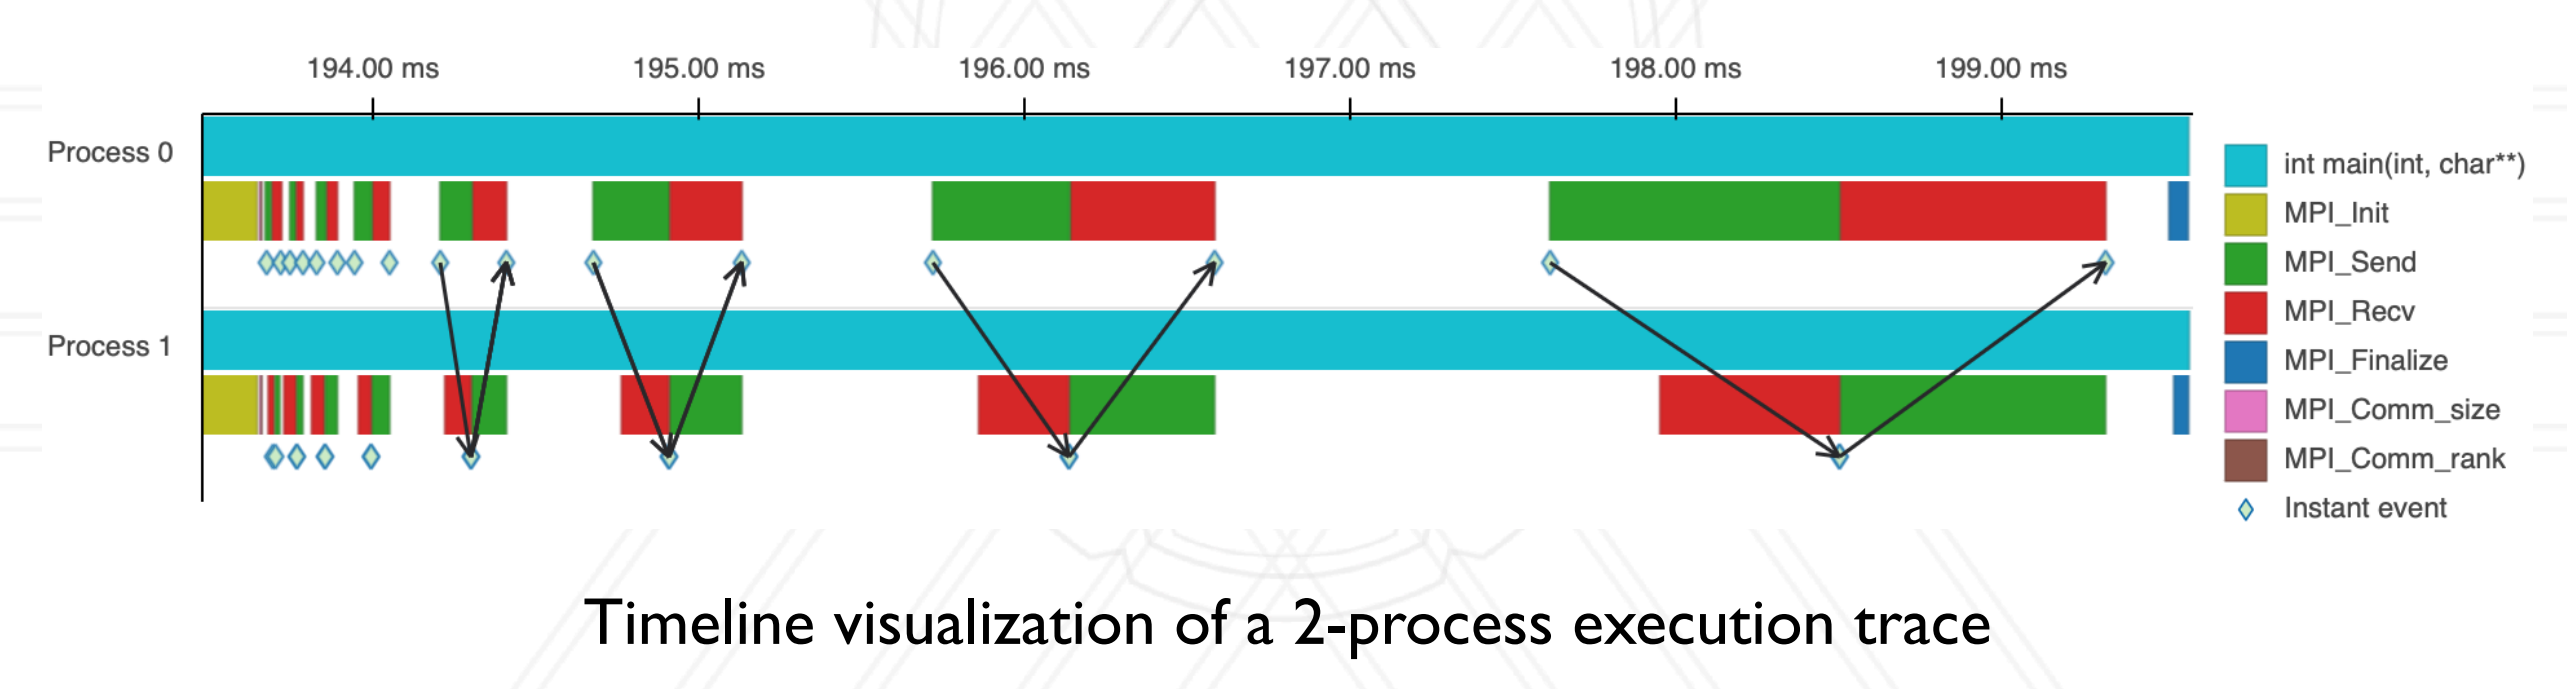 194.00 ms 195.00 ms 196.00 ms 197.00 ms 198.00 ms 199.00 ms
Process 0
Process 1
int main(int, char**)
MPI_Init
MPI_Send
MPI_Recv
MPI_Finalize
MPI_Comm_size
MPI_Comm_rank
Instant event
Timeline visualization of a 2-process execution trace